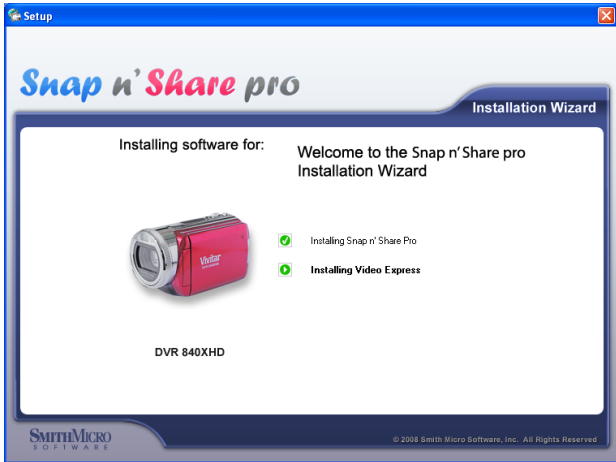 Setup
Snap n' Share pro
Installation Wizard
Installing software for:
Welcome to the Snap n' Share pro
Installation Wizard
Installing Snap n' Share Pro
Vivitar
Installing Video Express
DVR 840XHD
SMITHMICRO
SOFTWARE
© 2008 Smith Micro Software, Inc. All Rights Reserved